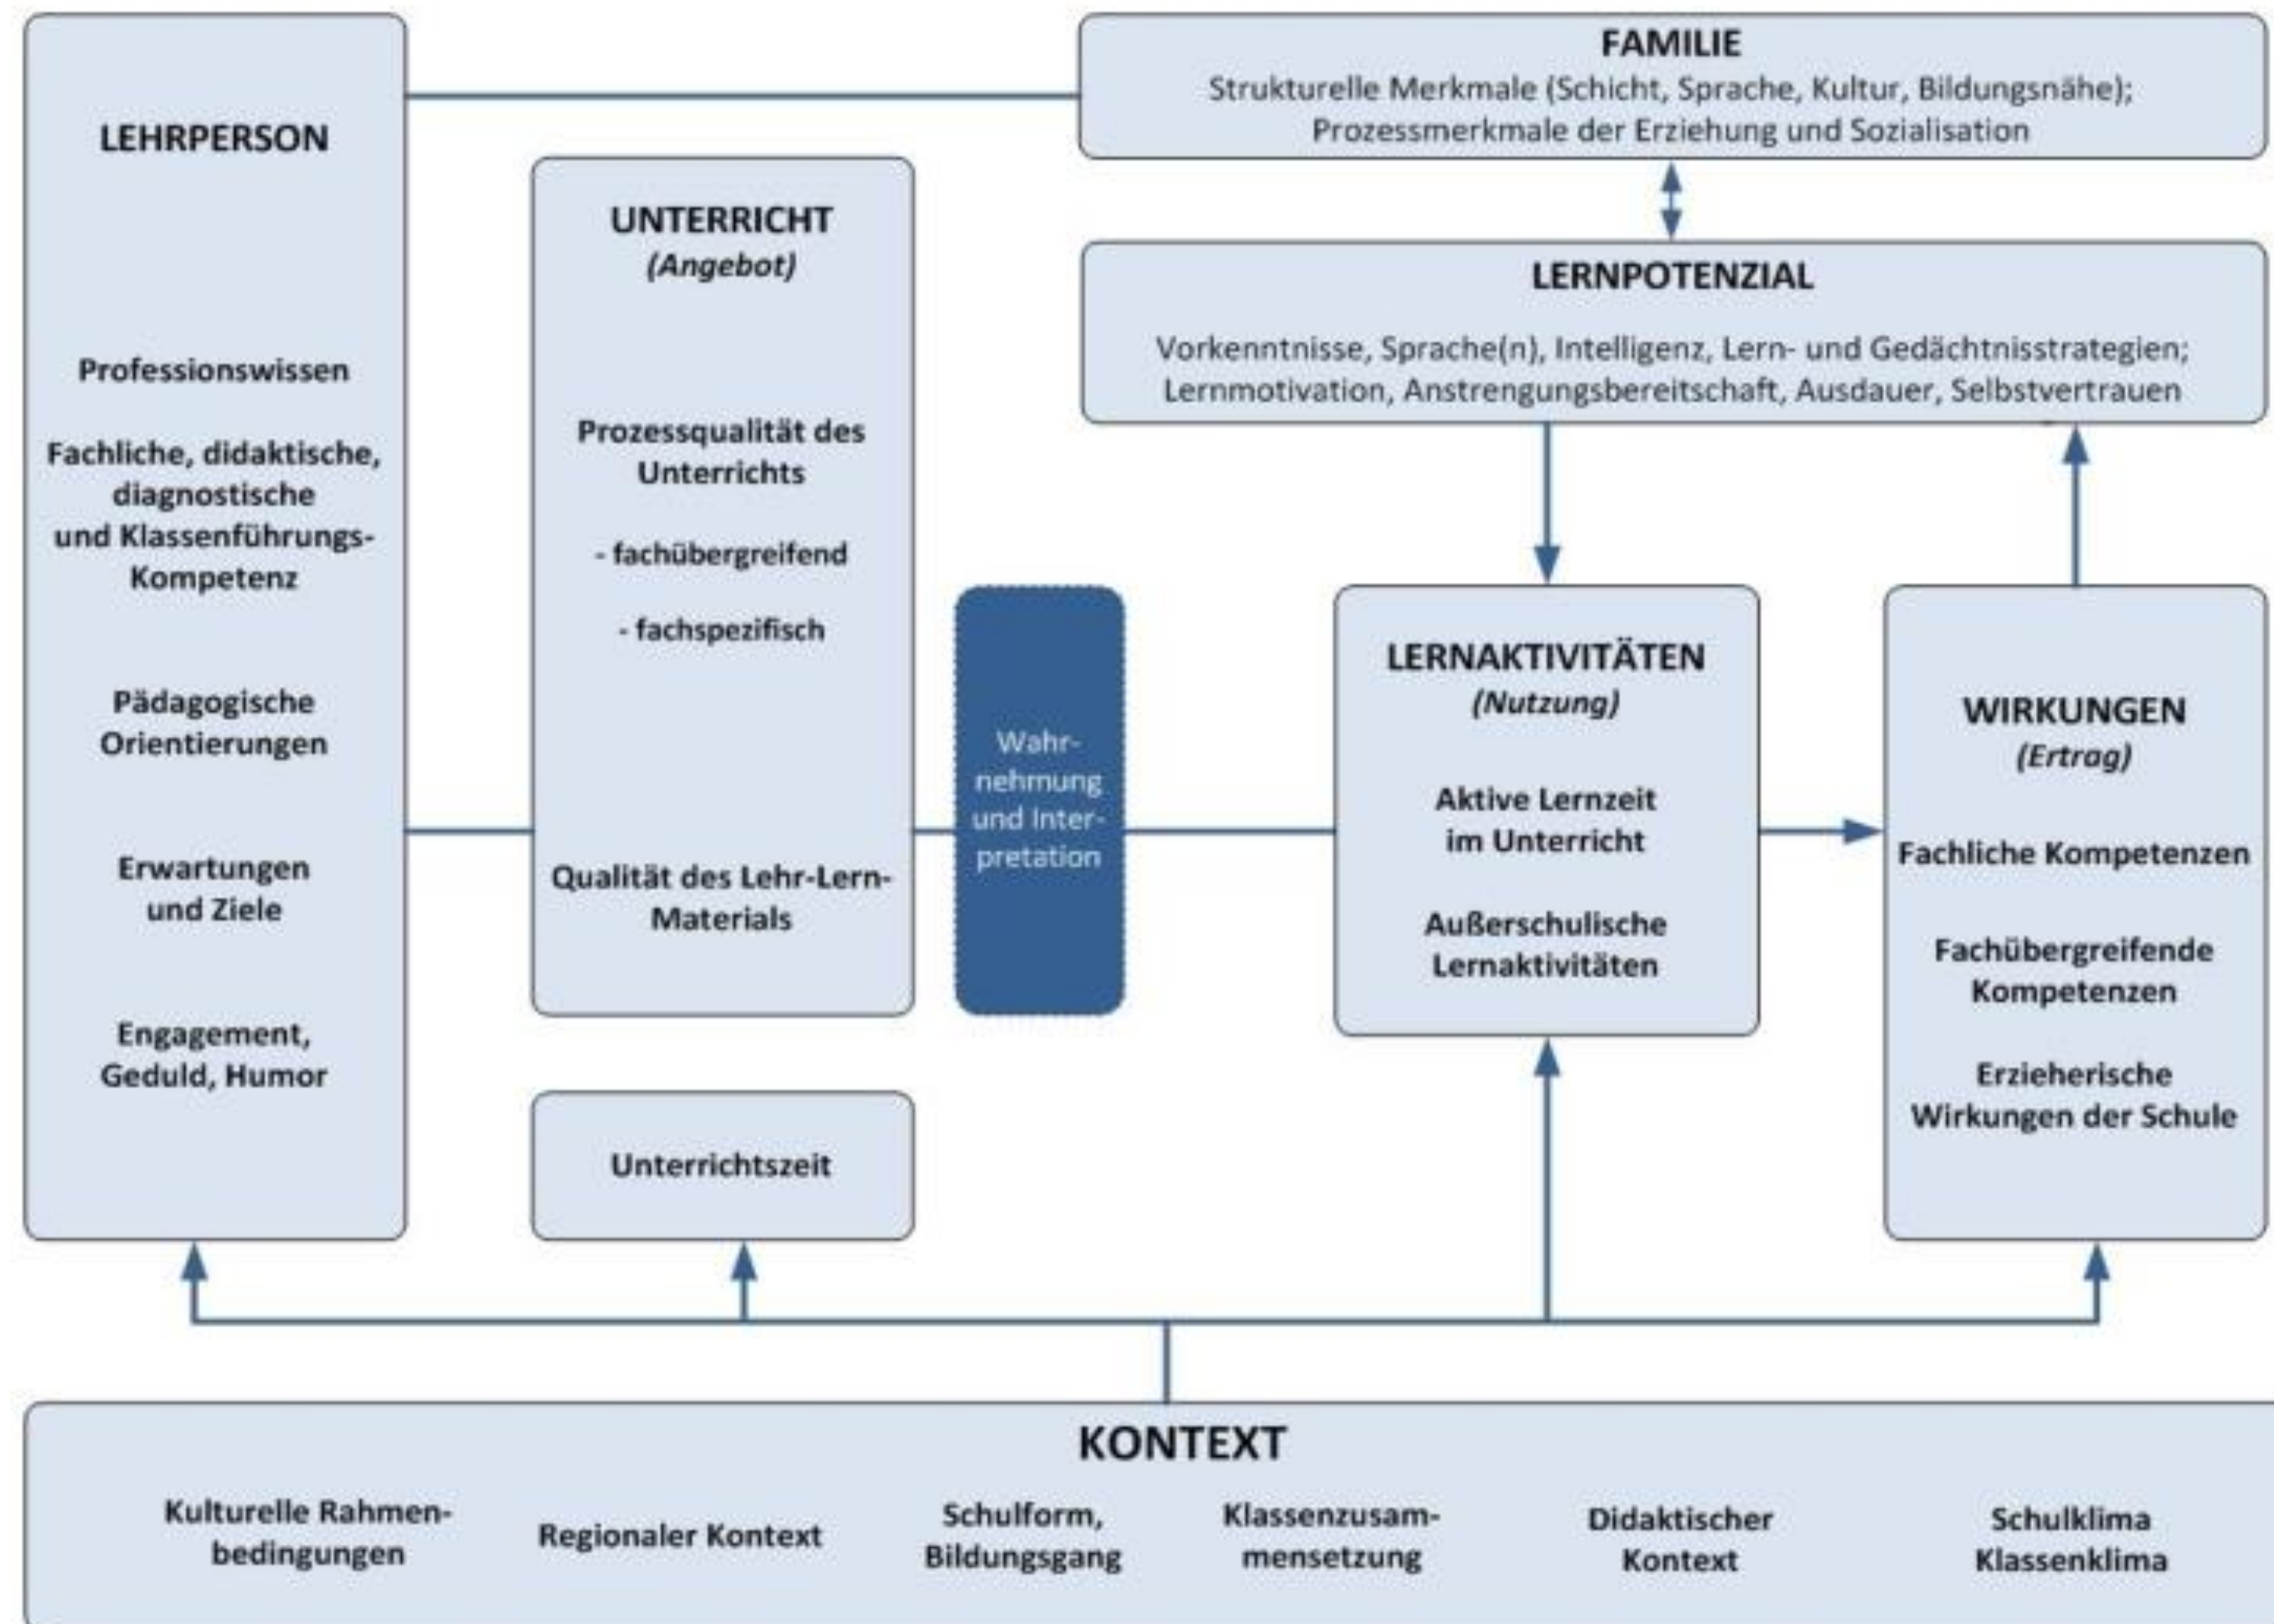 LEHRPERSON
Professionswissen
Fachliche, didaktische,
diagnostische
und Klassenführungs-
Kompetenz
Pädagogische
Orientierungen
Erwartungen
und Ziele
Engagement,
Geduld, Humor
UNTERRICHT
(Angebot)
Prozessqualität des
Unterrichts
- fachübergreifend
- fachspezifisch
Qualität des Lehr-Lern-
Materials
Unterrichtszeit
Wahr-
nehmung
und Inter-
pretation
FAMILIE
Strukturelle Merkmale (Schicht, Sprache, Kultur, Bildungsnähe);
Prozessmerkmale der Erziehung und Sozialisation
LERNPOTENZIAL
Vorkenntnisse, Sprache(n), Intelligenz, Lern- und Gedächtnisstrategien;
Lernmotivation, Anstrengungsbereitschaft, Ausdauer, Selbstvertrauen
LERNAKTIVITÄTEN
(Nutzung)
Aktive Lernzeit
im Unterricht
Außerschulische
Lernaktivitäten
WIRKUNGEN
(Ertrag)
Fachliche Kompetenzen
Fachübergreifende
Kompetenzen
Erzieherische
Wirkungen der Schule
KONTEXT
Kulturelle Rahmen-
bedingungen
Regionaler Kontext
Schulform,
Bildungsgang
Klassenzusam-
mensetzung
Didaktischer
Kontext
Schulklima
Klassenklima